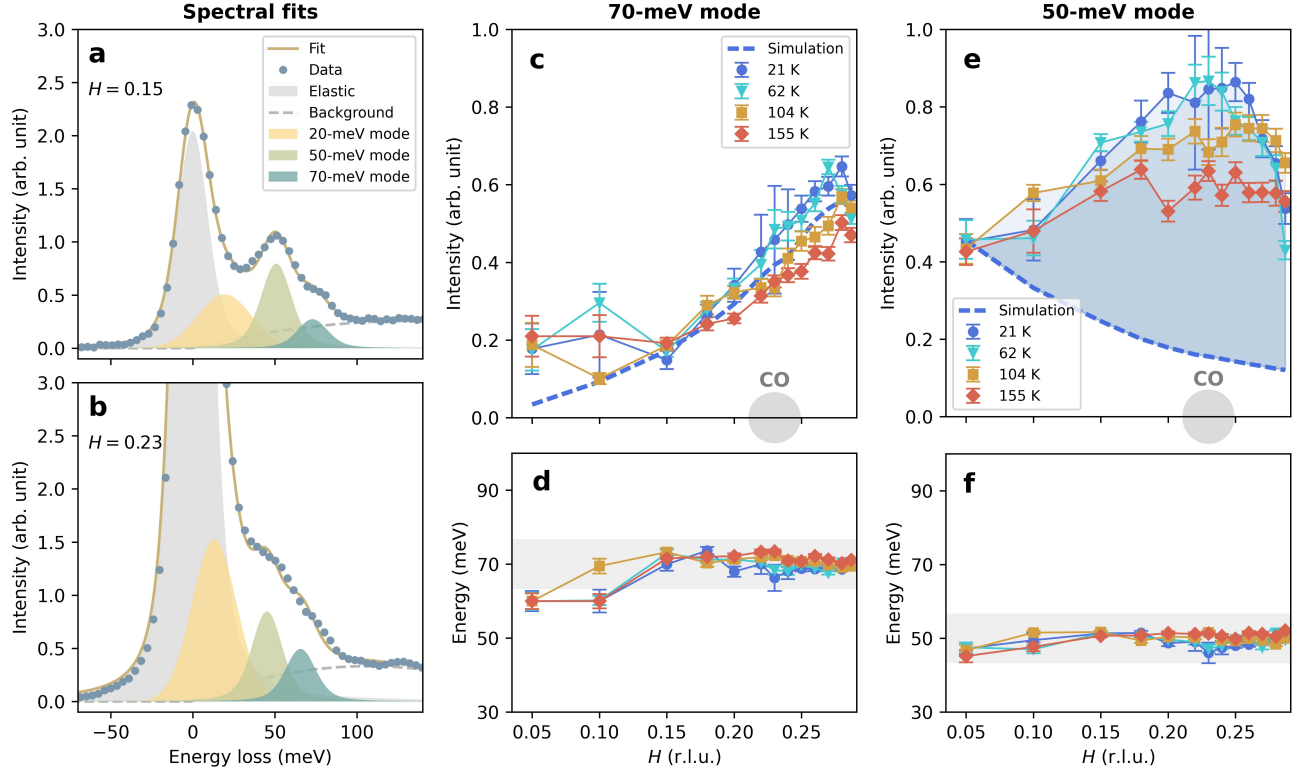 Spectral fits
70-meV mode
50-meV mode
a
H = 0.15
Fit
Data
Elastic
Background
20-meV mode
50-meV mode
70-meV mode
3.0
2.5
2.0
1.5
1.0
0.5
0.0
Intensity (arb. unit)
b
H = 0.23
3.0
2.5
2.0
1.5
1.0
0.5
0.0
Intensity (arb. unit)
−50
0
50
100
Energy loss (meV)
c
Simulation
21 K
62 K
104 K
155 K
CO
1.0
0.8
0.6
0.4
0.2
0.0
Intensity (arb. unit)
d
90
70
50
30
Energy (meV)
0.05
0.10
0.15
0.20
0.25
H (r.l.u.)
e
Simulation
21 K
62 K
104 K
155 K
CO
1.0
0.8
0.6
0.4
0.2
0.0
Intensity (arb. unit)
f
90
70
50
30
Energy (meV)
0.05
0.10
0.15
0.20
0.25
H (r.l.u.)